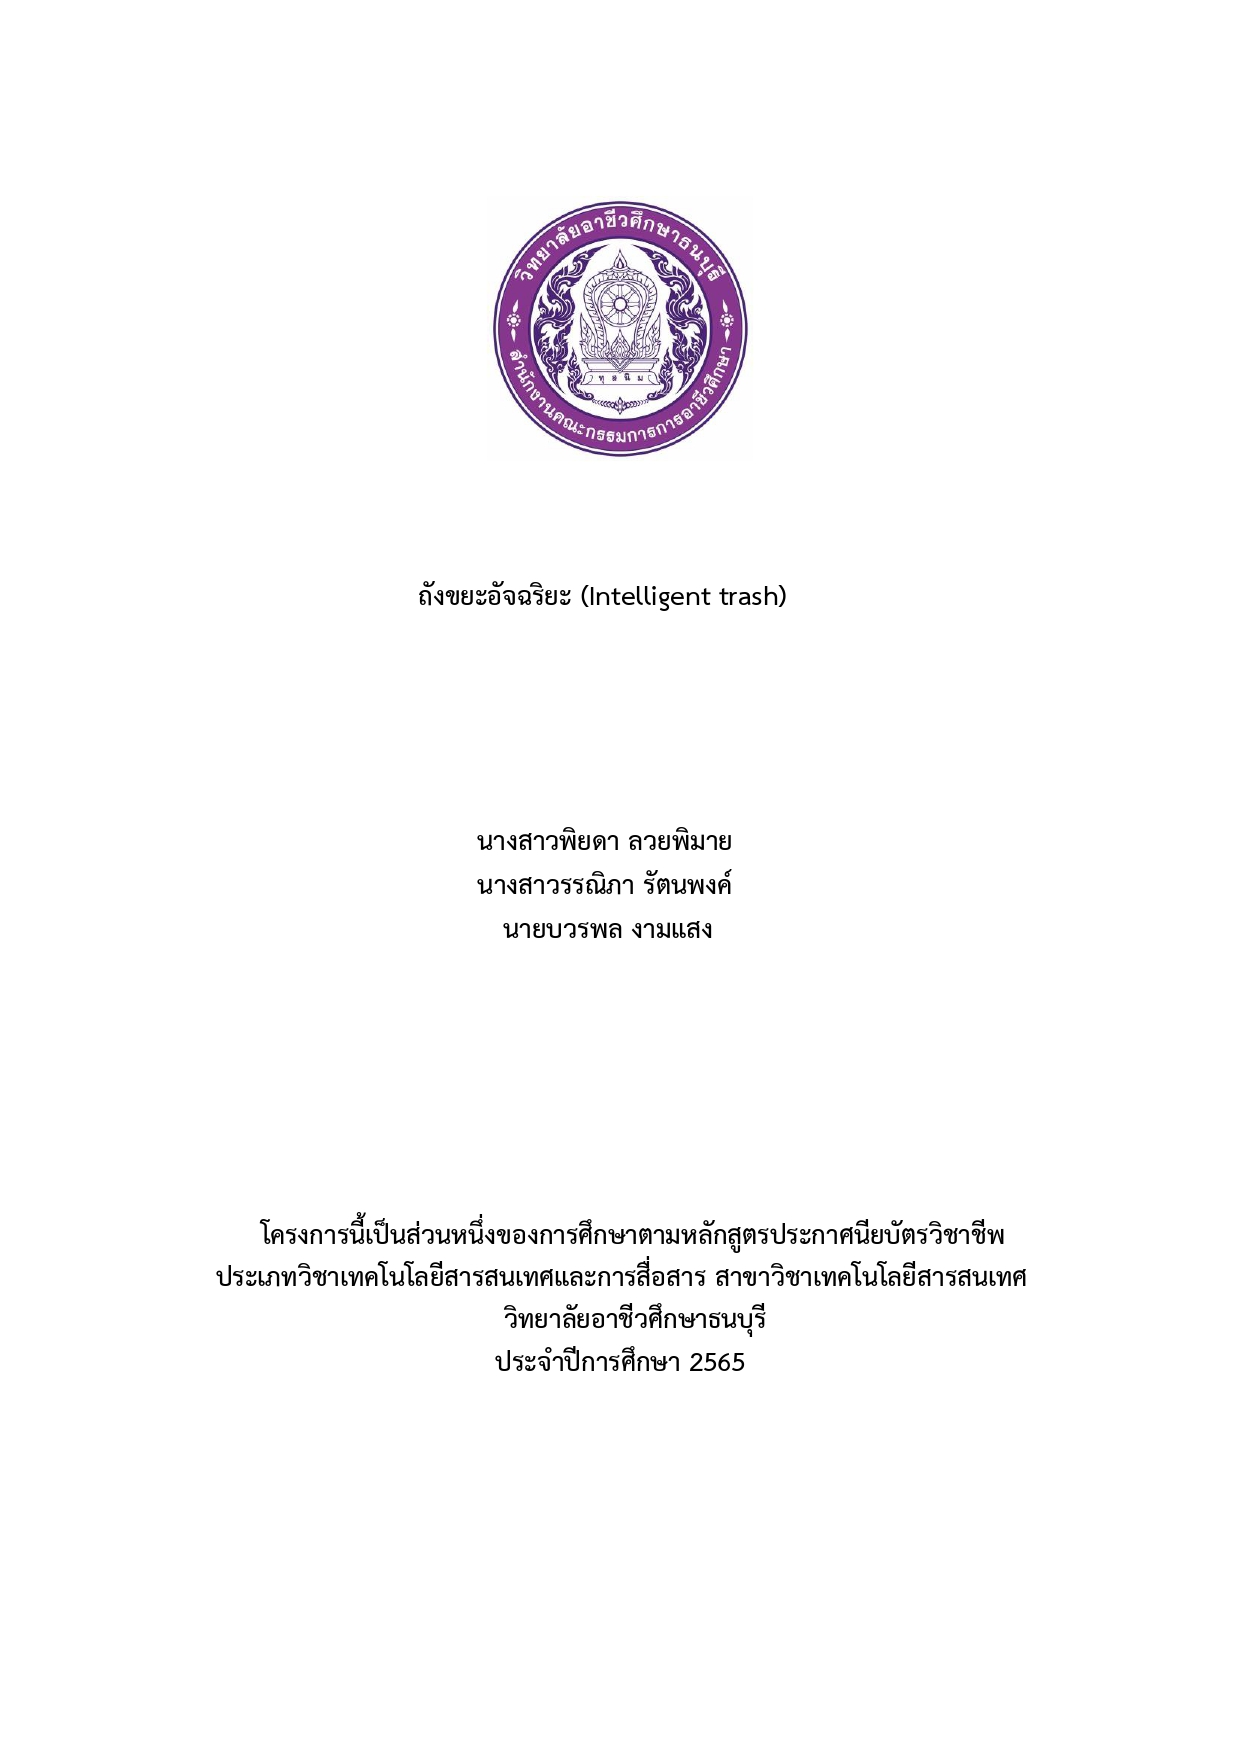 วิทยาลัยอาชีวศึกษาธนบุรี
ทุ ส นิ ม
สำนักงานคณะกรรมการการอาชีวศึกษา
ถังขยะอัจฉริยะ (Intelligent trash)
นางสาวพิยดา ลวยพิมาย
นางสาวรรณิภา รัตนพงค์
นายบวรพล งามแสง
โครงการนี้เป็นส่วนหนึ่งของการศึกษาตามหลักสูตรประกาศนียบัตรวิชาชีพ
ประเภทวิชาเทคโนโลยีสารสนเทศและการสื่อสาร สาขาวิชาเทคโนโลยีสารสนเทศ
วิทยาลัยอาชีวศึกษาธนบุรี
ประจำปีการศึกษา 2565